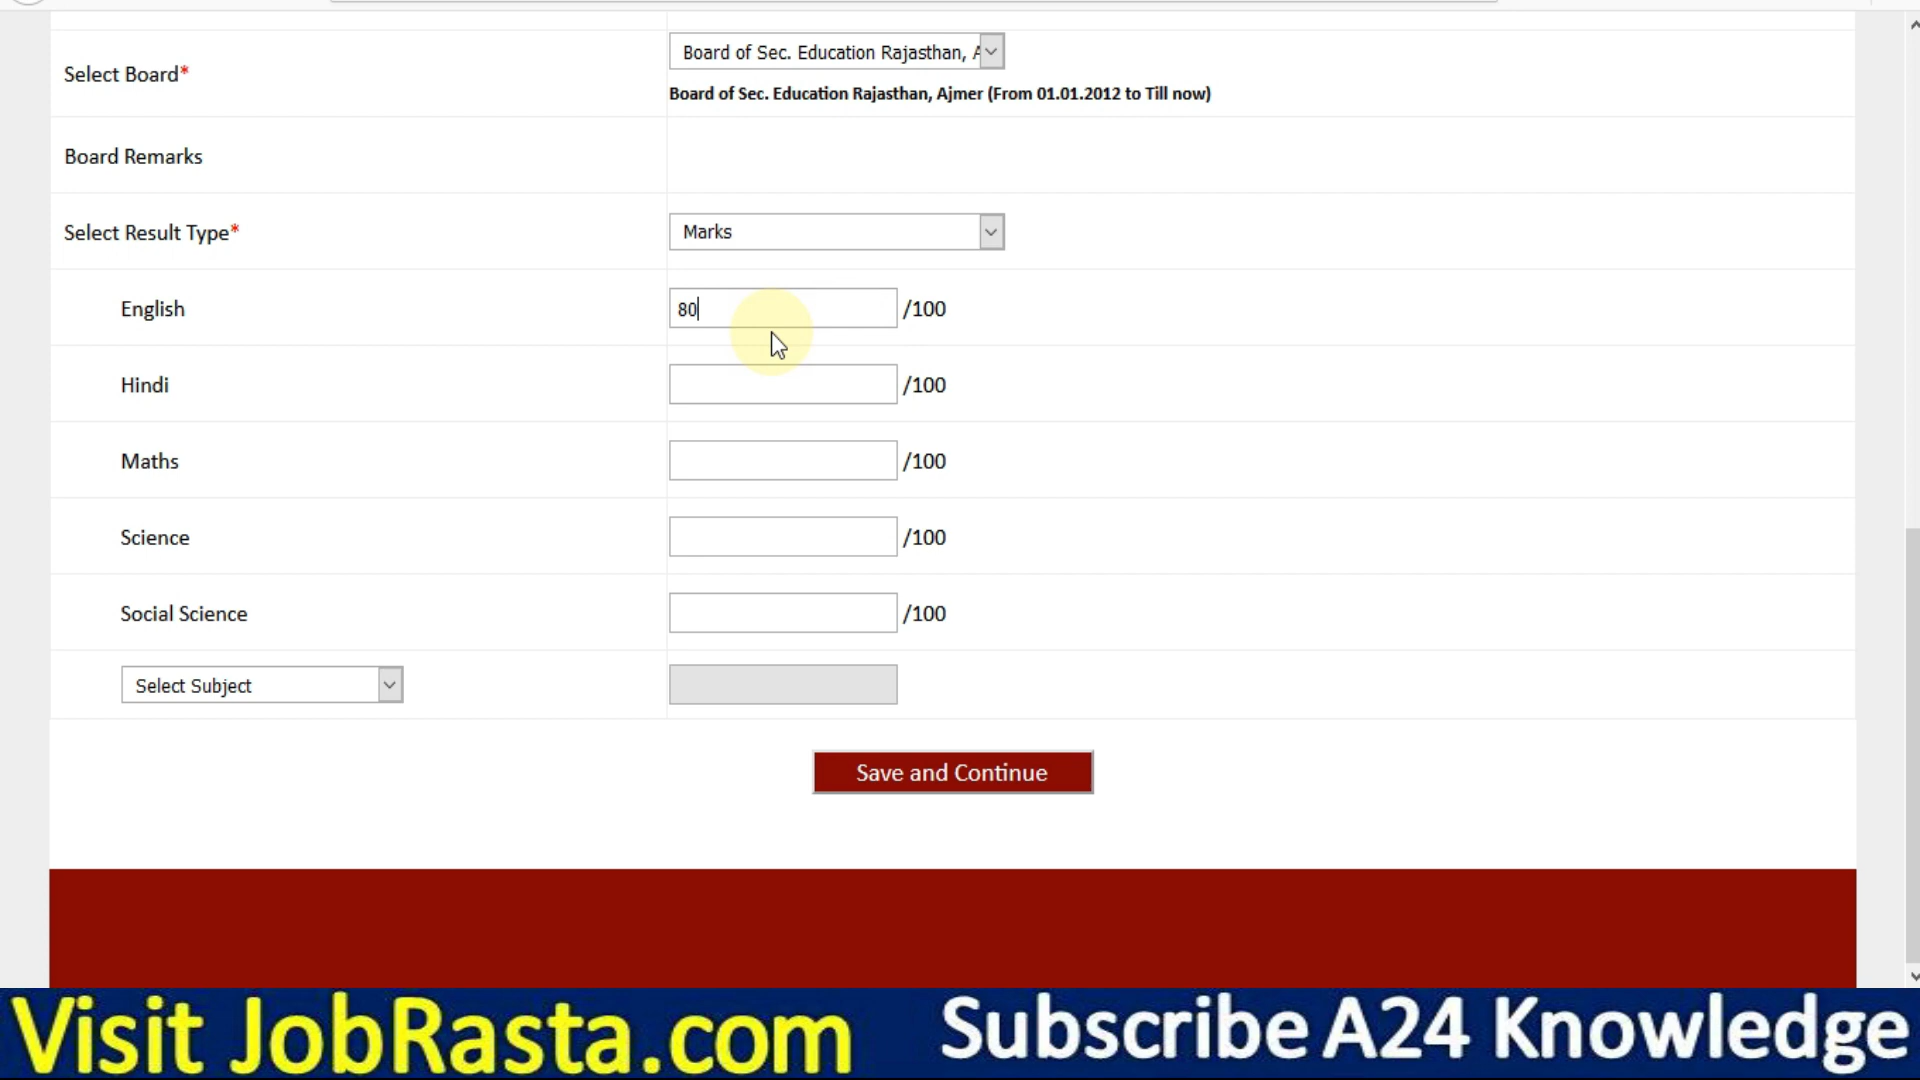 Select Board*
Board of Sec. Education Rajasthan, A
Board of Sec. Education Rajasthan, Ajmer (From 01.01.2012 to Till now)
Board Remarks
Select Result Type*
Marks
English
80
/100
Hindi
/100
Maths
/100
Science
/100
Social Science
/100
Select Subject
Save and Continue
Visit JobRasta.com
Subscribe A24 Knowledge